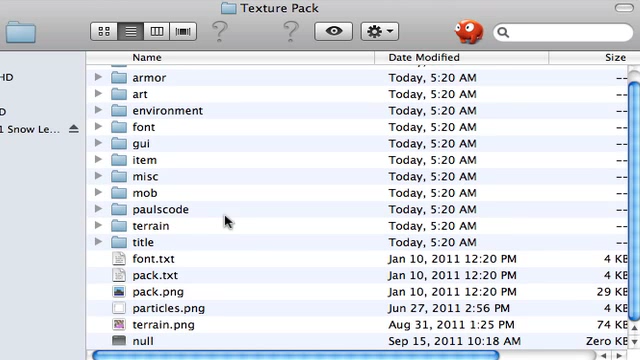 Texture Pack
Name Date Modified Size
armor Today, 5:20 AM --
art Today, 5:20 AM --
environment Today, 5:20 AM --
font Today, 5:20 AM --
gui Today, 5:20 AM --
item Today, 5:20 AM --
misc Today, 5:20 AM --
mob Today, 5:20 AM --
paulscode Today, 5:20 AM --
terrain Today, 5:20 AM --
title Today, 5:20 AM --
font.txt Jan 10, 2011 12:20 PM 4 KB
pack.txt Jan 10, 2011 12:20 PM 4 KB
pack.png Jan 10, 2011 12:20 PM 29 KB
particles.png Jun 27, 2011 2:56 PM 4 KB
terrain.png Aug 31, 2011 1:25 PM 74 KB
null Sep 15, 2011 10:18 AM Zero KB
HD
D
1 Snow Le...